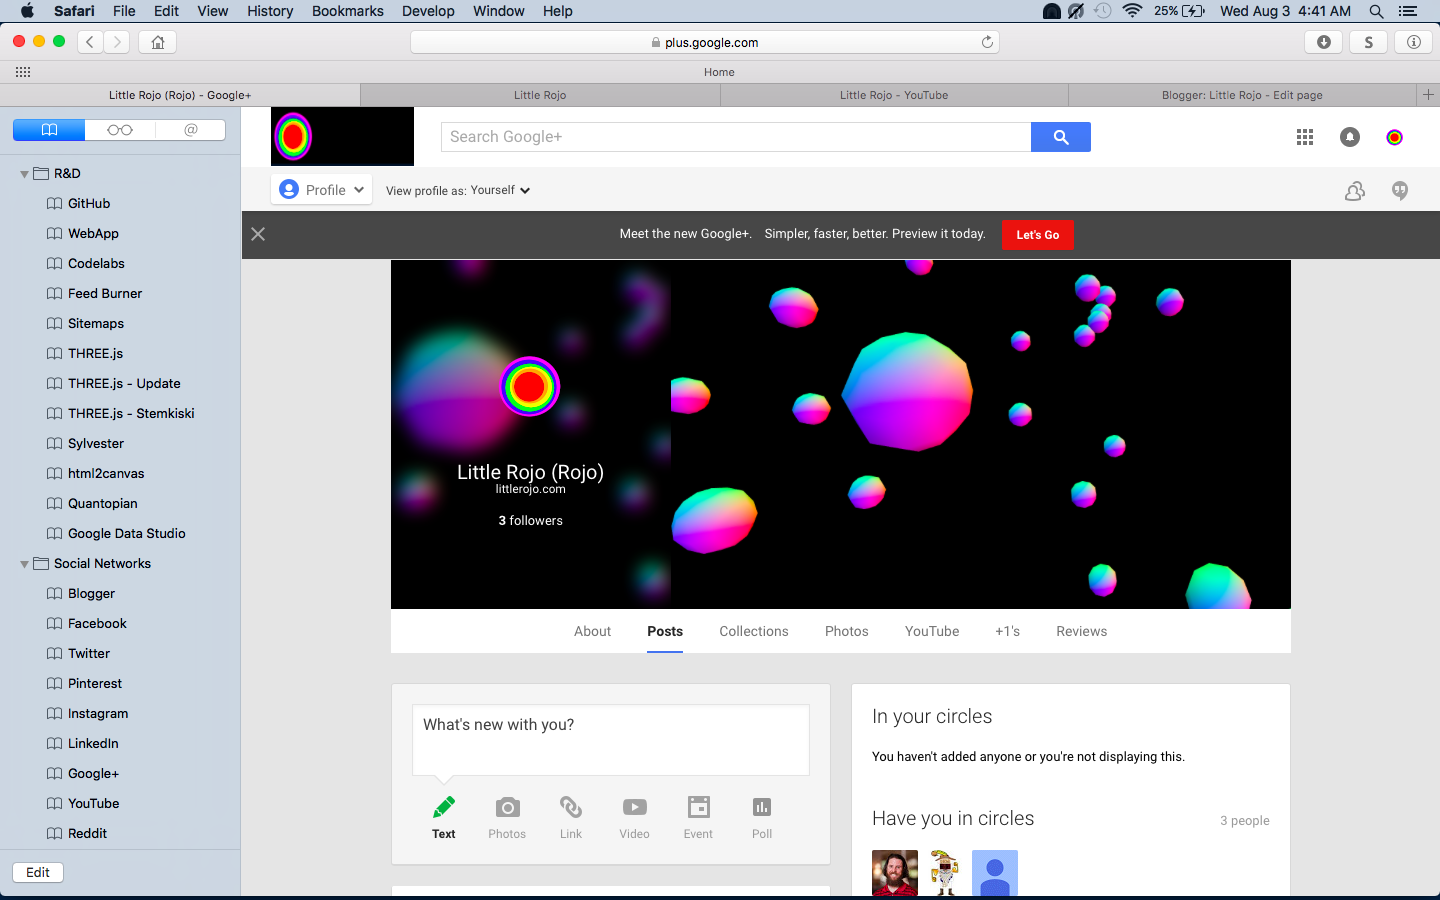 Safari File Edit View History Bookmarks Develop Window Help 25% Wed Aug 3 4:41 AM
plus.google.com S
Home
Little Rojo (Rojo) - Google+ Little Rojo Little Rojo - YouTube Blogger: Little Rojo - Edit page
@
R&D
GitHub
WebApp
Codelabs
Feed Burner
Sitemaps
THREE.js
THREE.js - Update
THREE.js - Stemkiski
Sylvester
html2canvas
Quantopian
Google Data Studio
Social Networks
Blogger
Facebook
Twitter
Pinterest
Instagram
LinkedIn
Google+
YouTube
Reddit
Edit
Search Google+
Profile View profile as: Yourself
Meet the new Google+. Simpler, faster, better. Preview it today. Let's Go
Little Rojo (Rojo)
littlerojo.com
3 followers
About Posts Collections Photos YouTube +1's Reviews
What's new with you?
Text Photos Link Video Event Poll
In your circles
You haven't added anyone or you're not displaying this.
Have you in circles 3 people